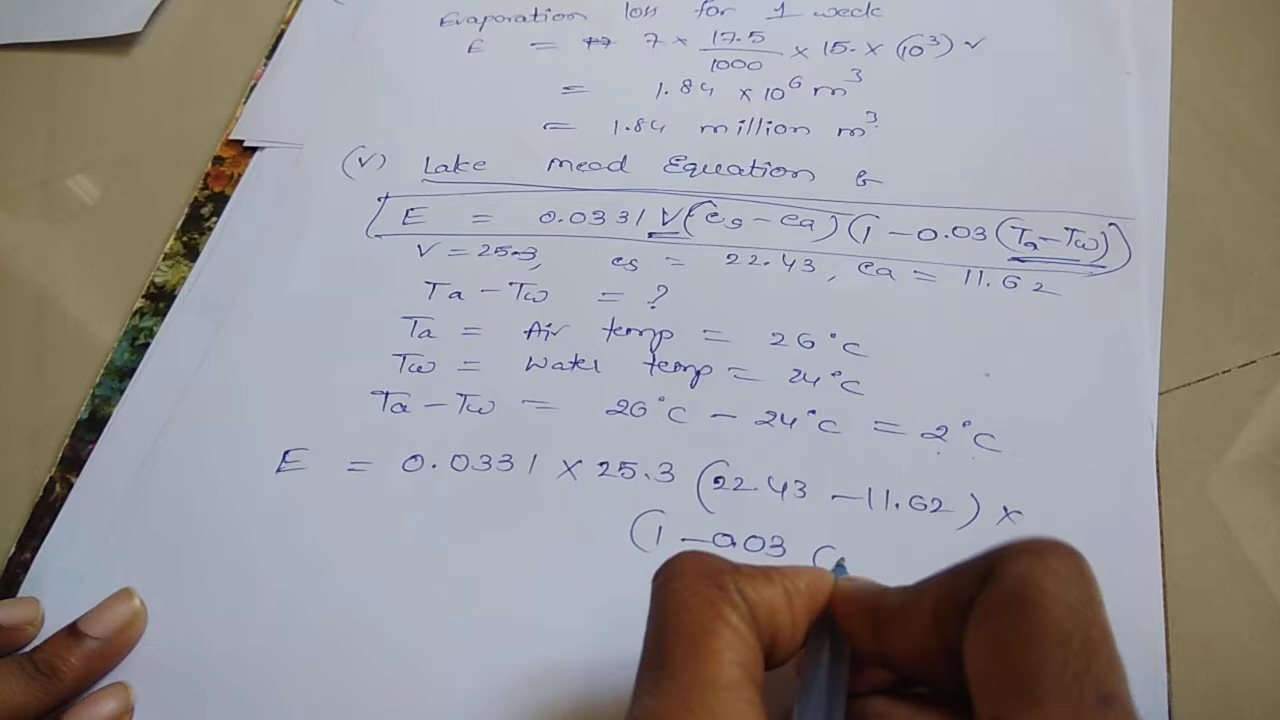 Evaporation loss for 1 week
E = 7 × 17.5/1000 × 15. × (10³) ✓
= 1.84 × 10⁶ m³
= 1.84 million m³
(V) Lake Mead Equation
E = 0.0331 V(es - ea) (1 - 0.03 (Ta - Tw))
V = 25.3, es = 22.43, ea = 11.62
Ta - Tw = ?
Ta = Air temp = 26°C
Tw = Water temp = 24°C
Ta - Tw = 26°C - 24°C = 2°C
E = 0.0331 × 25.3 (22.43 - 11.62) ×
(1 - 0.03 (